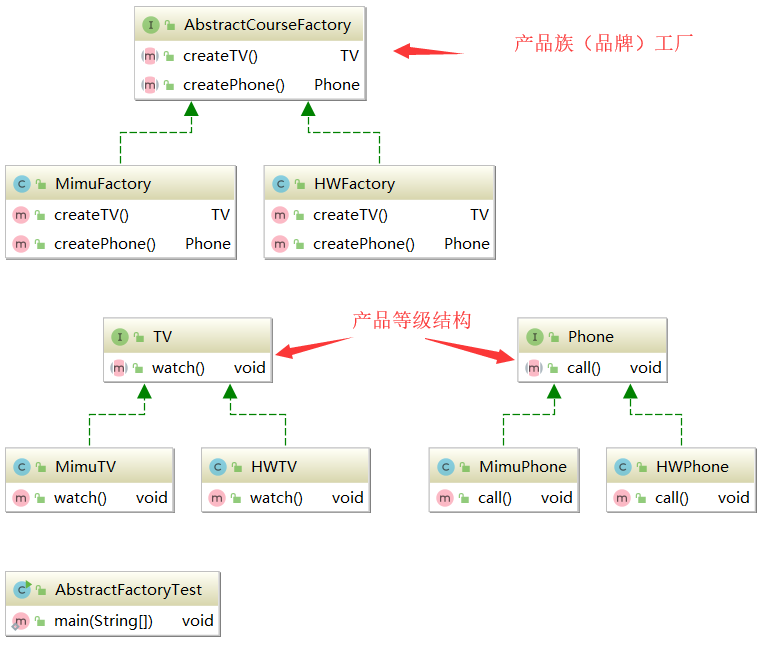 AbstractCourseFactory
createTV() TV
createPhone() Phone
产品族（品牌）工厂
MimuFactory
createTV() TV
createPhone() Phone
HWFactory
createTV() TV
createPhone() Phone
产品等级结构
TV
watch() void
Phone
call() void
MimuTV
watch() void
HWTV
watch() void
MimuPhone
call() void
HWPhone
call() void
AbstractFactoryTest
main(String[]) void